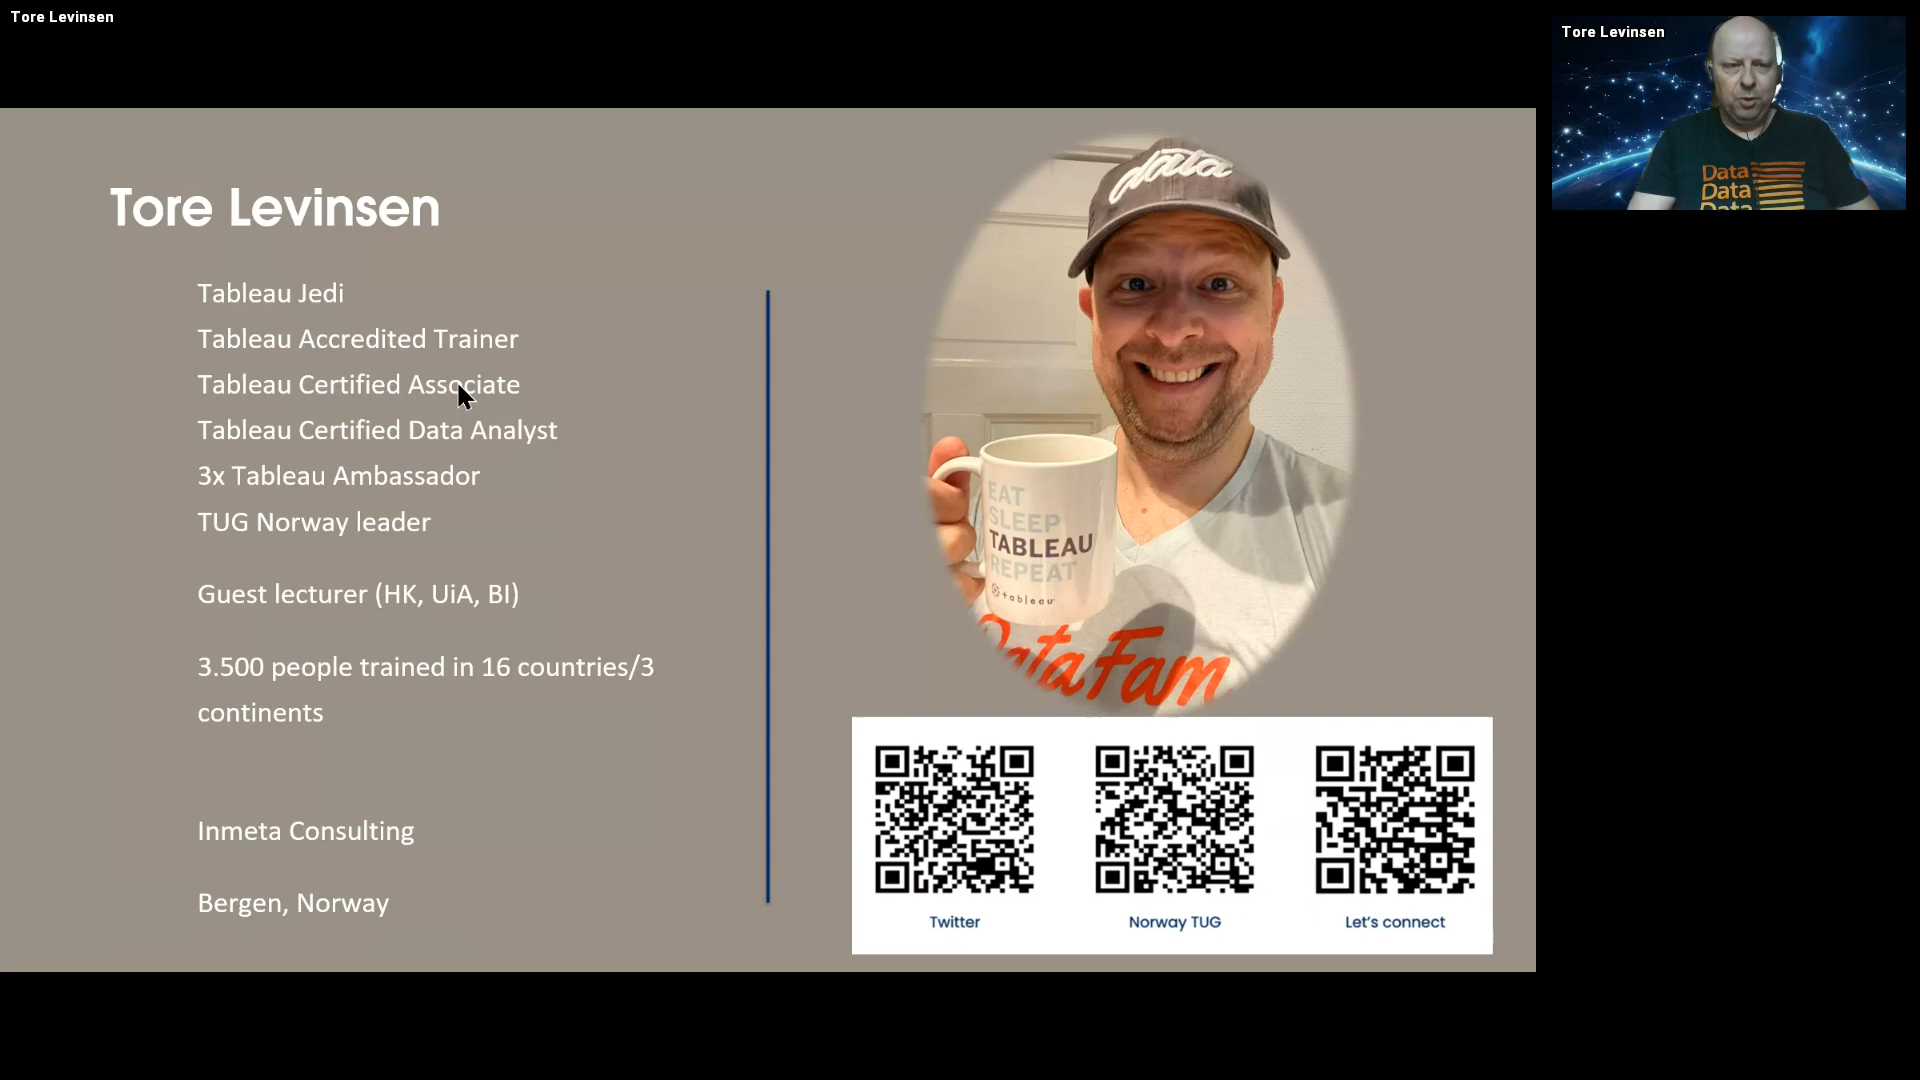 Tore Levinsen
Tore Levinsen
Data
Data
Data
Tore Levinsen
Tableau Jedi
Tableau Accredited Trainer
Tableau Certified Associate
Tableau Certified Data Analyst
3x Tableau Ambassador
TUG Norway leader
Guest lecturer (HK, UiA, BI)
3.500 people trained in 16 countries/3
continents
Inmeta Consulting
Bergen, Norway
data
EAT
SLEEP
TABLEAU
REPEAT
tableau
DataFam
Twitter
Norway TUG
Let's connect